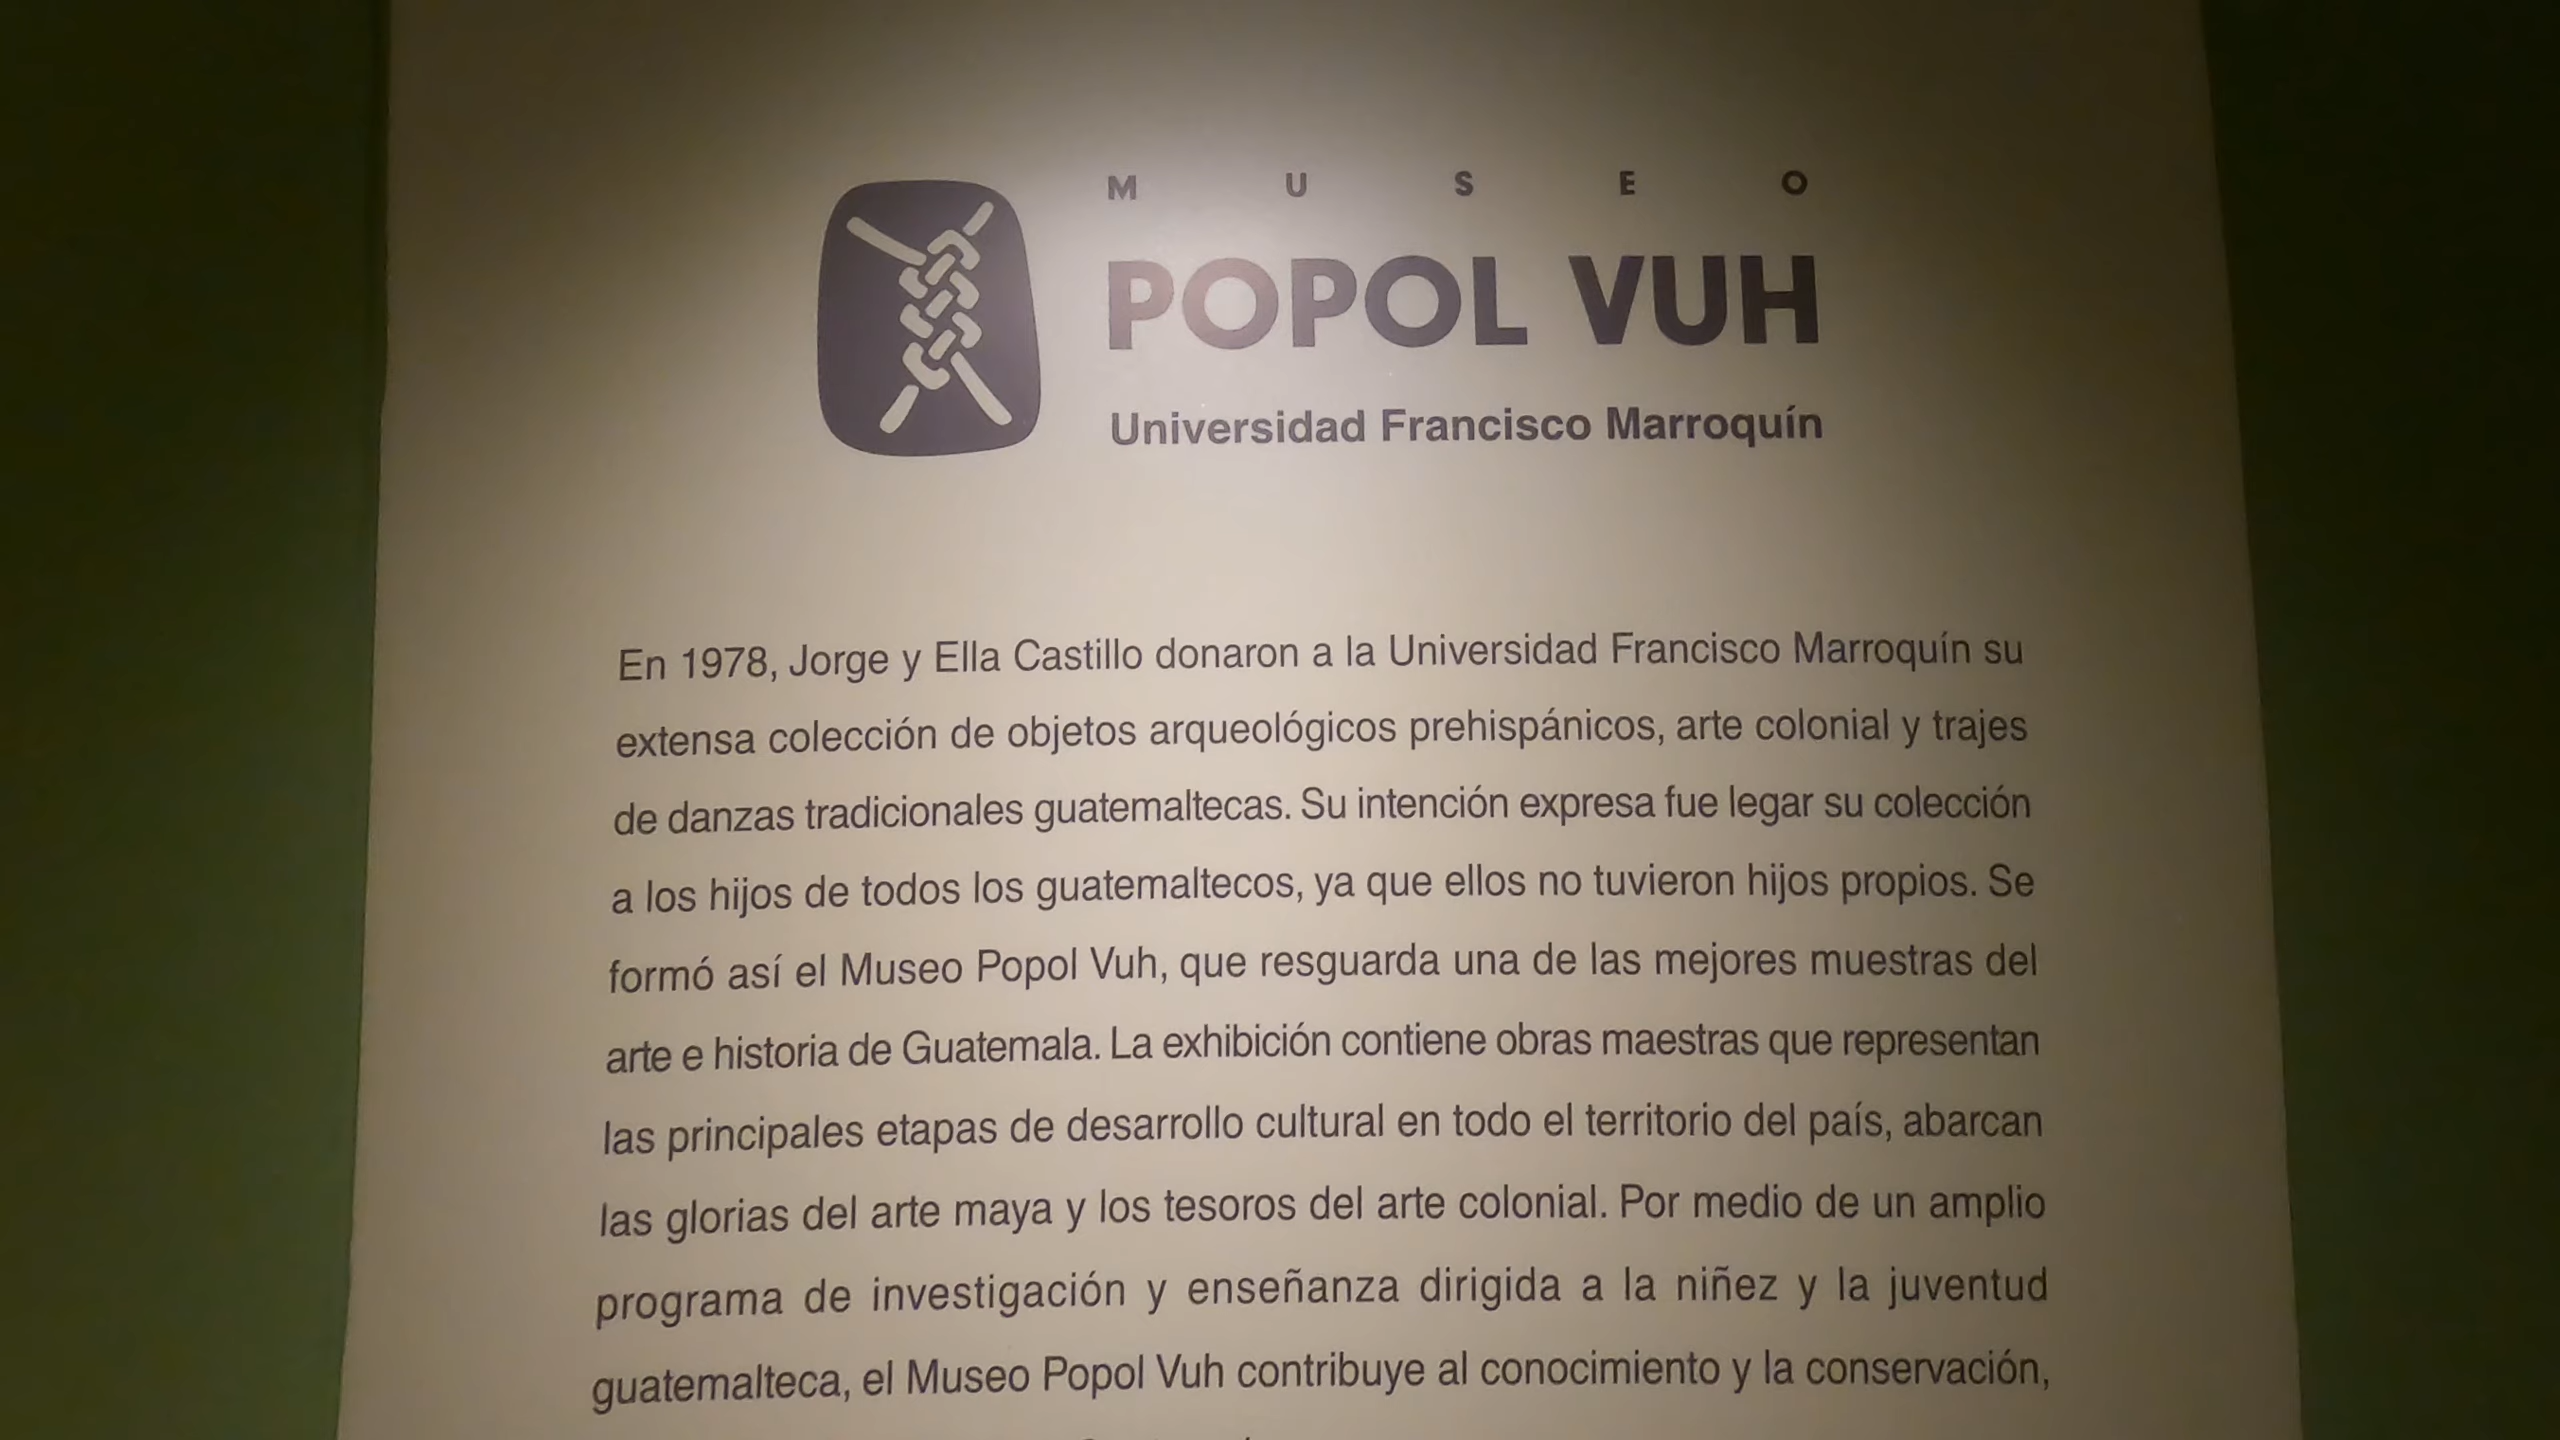 MUSEO
POPOL VUH
Universidad Francisco Marroquín
En 1978, Jorge y Ella Castillo donaron a la Universidad Francisco Marroquín su
extensa colección de objetos arqueológicos prehispánicos, arte colonial y trajes
de danzas tradicionales guatemaltecas. Su intención expresa fue legar su colección
a los hijos de todos los guatemaltecos, ya que ellos no tuvieron hijos propios. Se
formó así el Museo Popol Vuh, que resguarda una de las mejores muestras del
arte e historia de Guatemala. La exhibición contiene obras maestras que representan
las principales etapas de desarrollo cultural en todo el territorio del país, abarcan
las glorias del arte maya y los tesoros del arte colonial. Por medio de un amplio
programa de investigación y enseñanza dirigida a la niñez y la juventud
guatemalteca, el Museo Popol Vuh contribuye al conocimiento y la conservación,